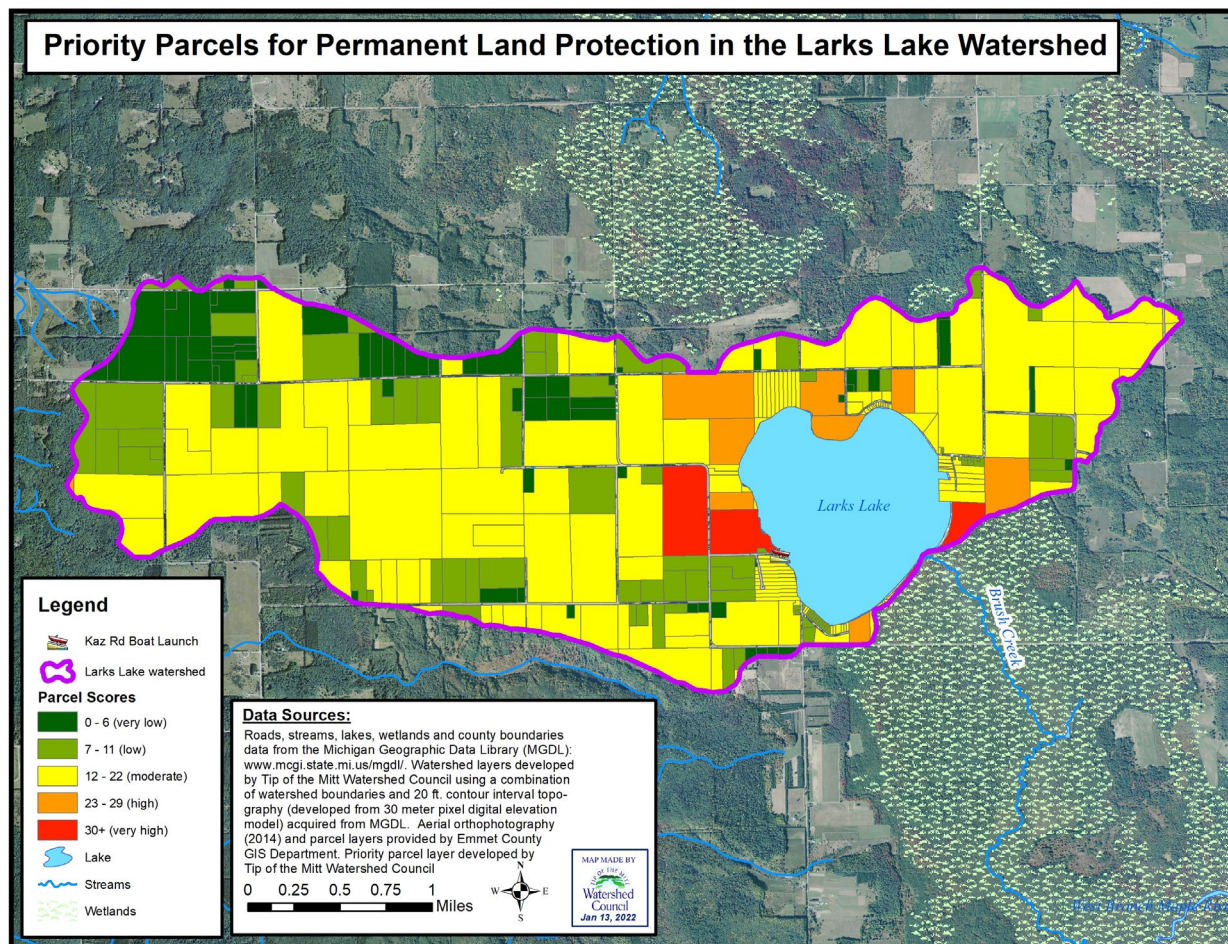 Priority Parcels for Permanent Land Protection in the Larks Lake Watershed
Larks Lake
Brush Creek
West Branch Maple
Legend
Kaz Rd Boat Launch
Larks Lake watershed
Parcel Scores
0 - 6 (very low)
7 - 11 (low)
12 - 22 (moderate)
23 - 29 (high)
30+ (very high)
Lake
Streams
Wetlands
Data Sources:
Roads, streams, lakes, wetlands and county boundaries
data from the Michigan Geographic Data Library (MGDL):
www.mcgi.state.mi.us/mgdl/. Watershed layers developed
by Tip of the Mitt Watershed Council using a combination
of watershed boundaries and 20 ft. contour interval topo-
graphy (developed from 30 meter pixel digital elevation
model) acquired from MGDL. Aerial orthophotography
(2014) and parcel layers provided by Emmet County
GIS Department. Priority parcel layer developed by
Tip of the Mitt Watershed Council
0 0.25 0.5 0.75 1
Miles
N
W E
S
MAP MADE BY
TIP OF THE MITT
Watershed
Council
Jan 13, 2022